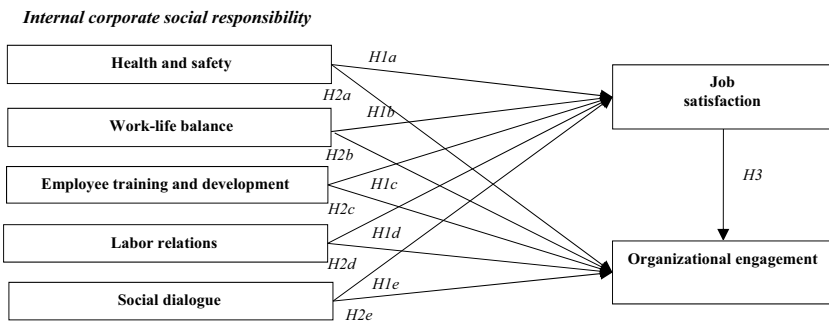 Internal corporate social responsibility
Health and safety
H1a
Job
satisfaction
H2a
H1b
Work-life balance
H2b
Employee training and development
H1c
H3
H2c
Labor relations
H1d
Organizational engagement
H2d
Social dialogue
H1e
H2e